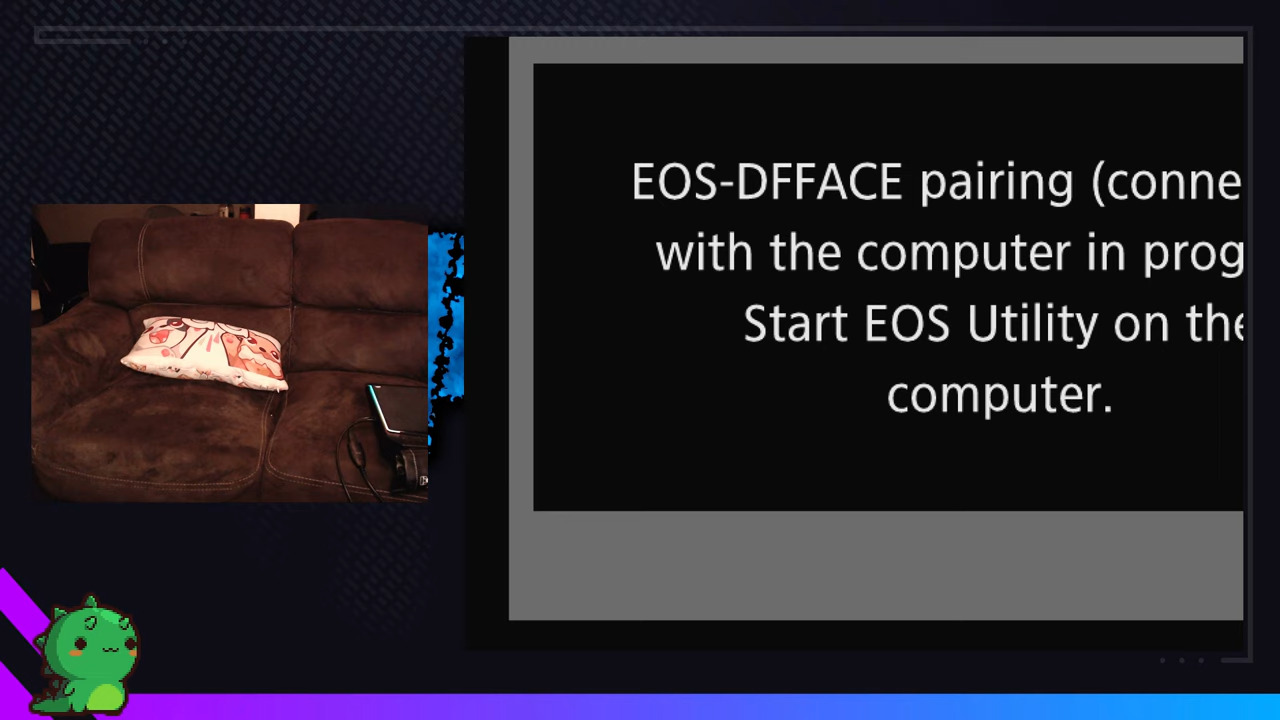 EOS-DFFACE pairing (conne
with the computer in prog
Start EOS Utility on the
computer.